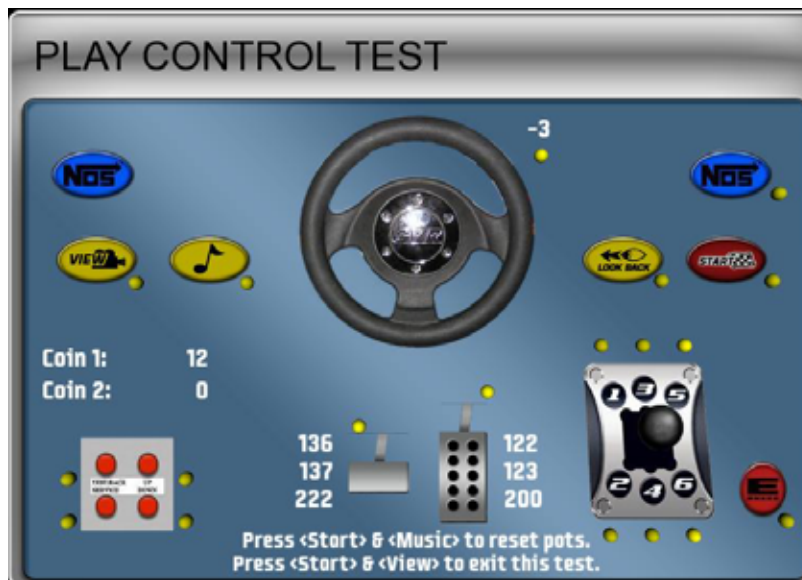 PLAY CONTROL TEST
-3
NOS
NOS
VIEW
LOOK BACK
START
Coin 1: 12
Coin 2: 0
1 3 5
2 4 6
136
137
222
122
123
200
E
Press <Start> & <Music> to reset pots.
Press <Start> & <View> to exit this test.